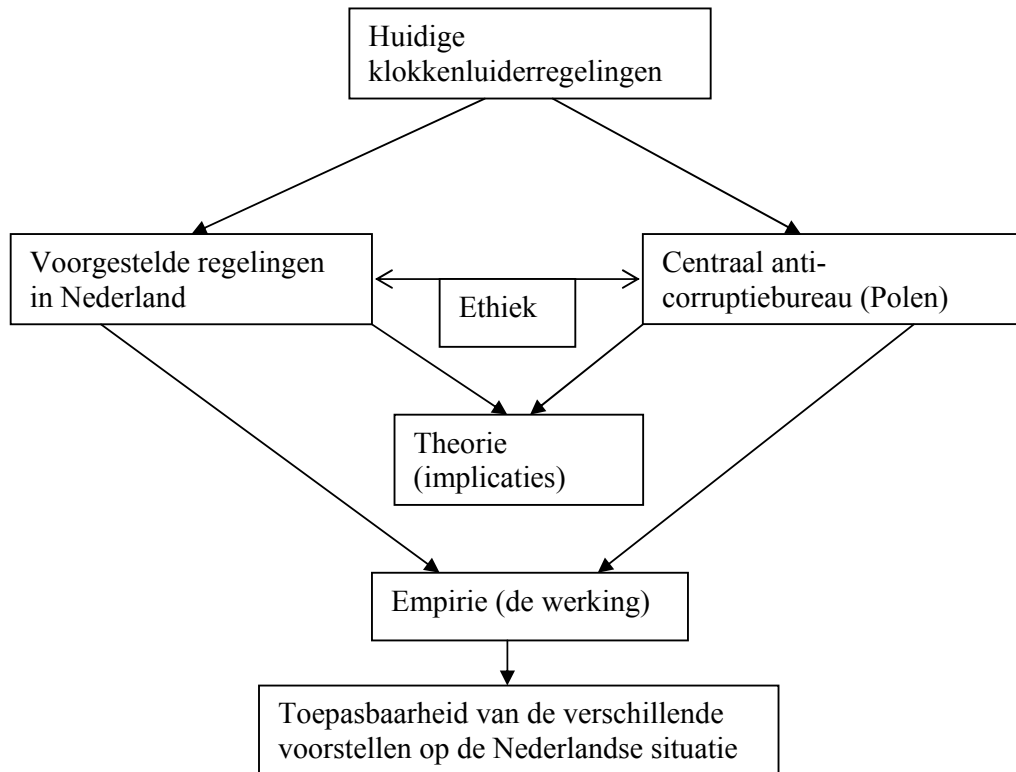 Huidige
klokkenluiderregelingen
Voorgestelde regelingen
in Nederland
Ethiek
Centraal anti-
corruptiebureau (Polen)
Theorie
(implicaties)
Empirie (de werking)
Toepasbaarheid van de verschillende
voorstellen op de Nederlandse situatie